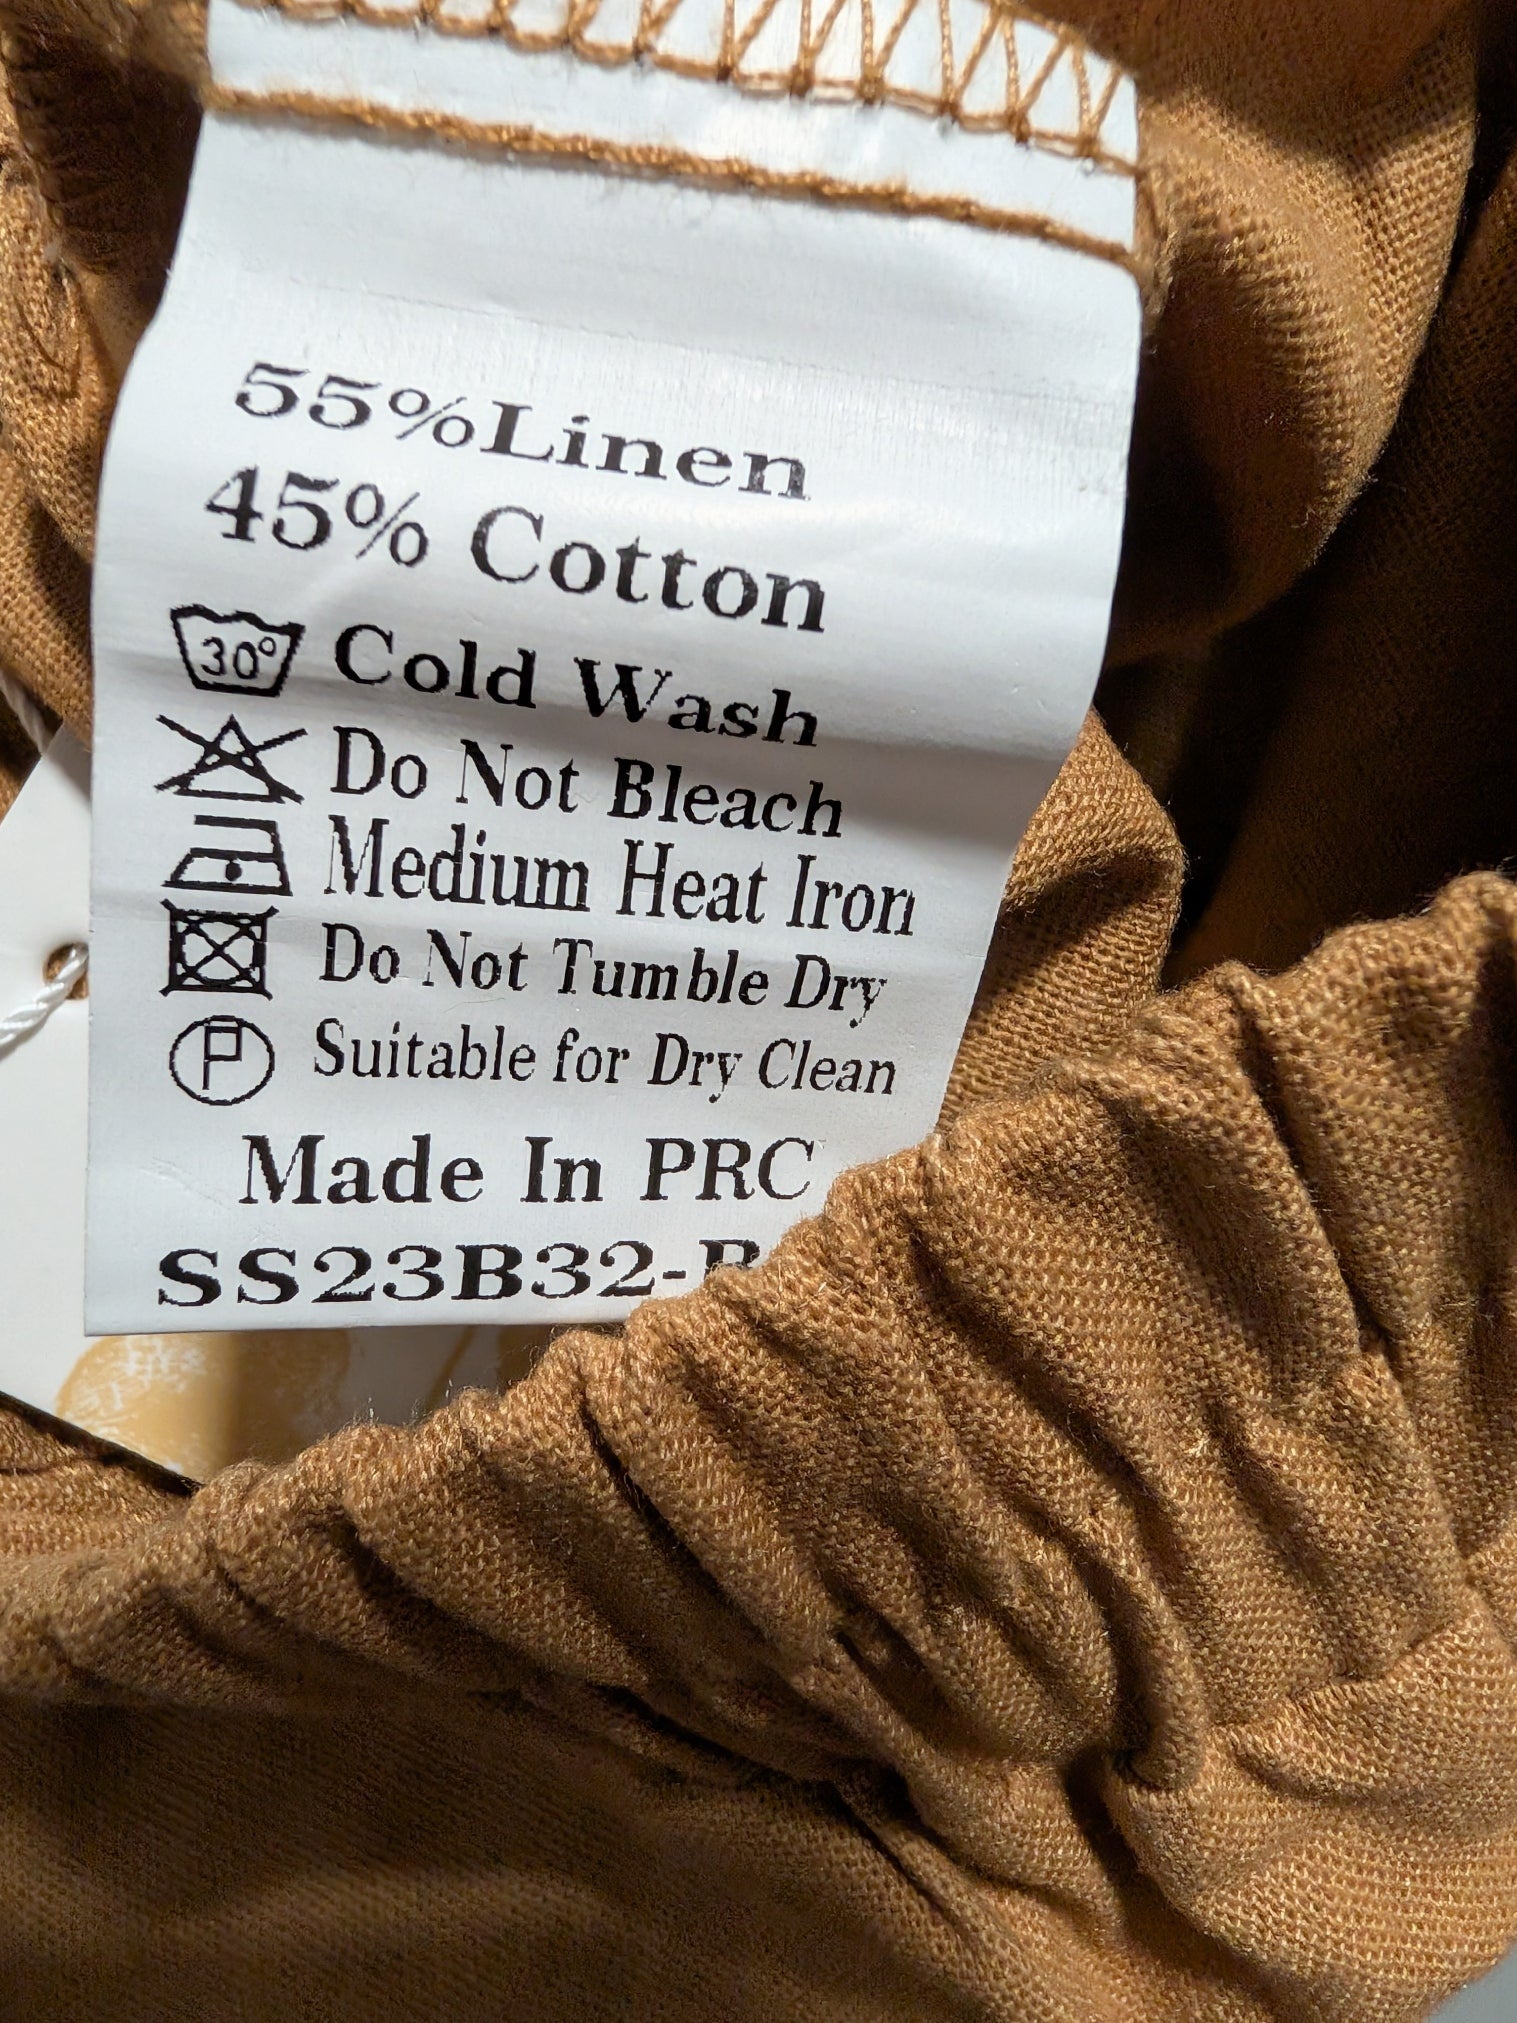 55%Linen
45% Cotton
30° Cold Wash
Do Not Bleach
Medium Heat Iron
Do Not Tumble Dry
P Suitable for Dry Clean
Made In PRC
SS23B32-